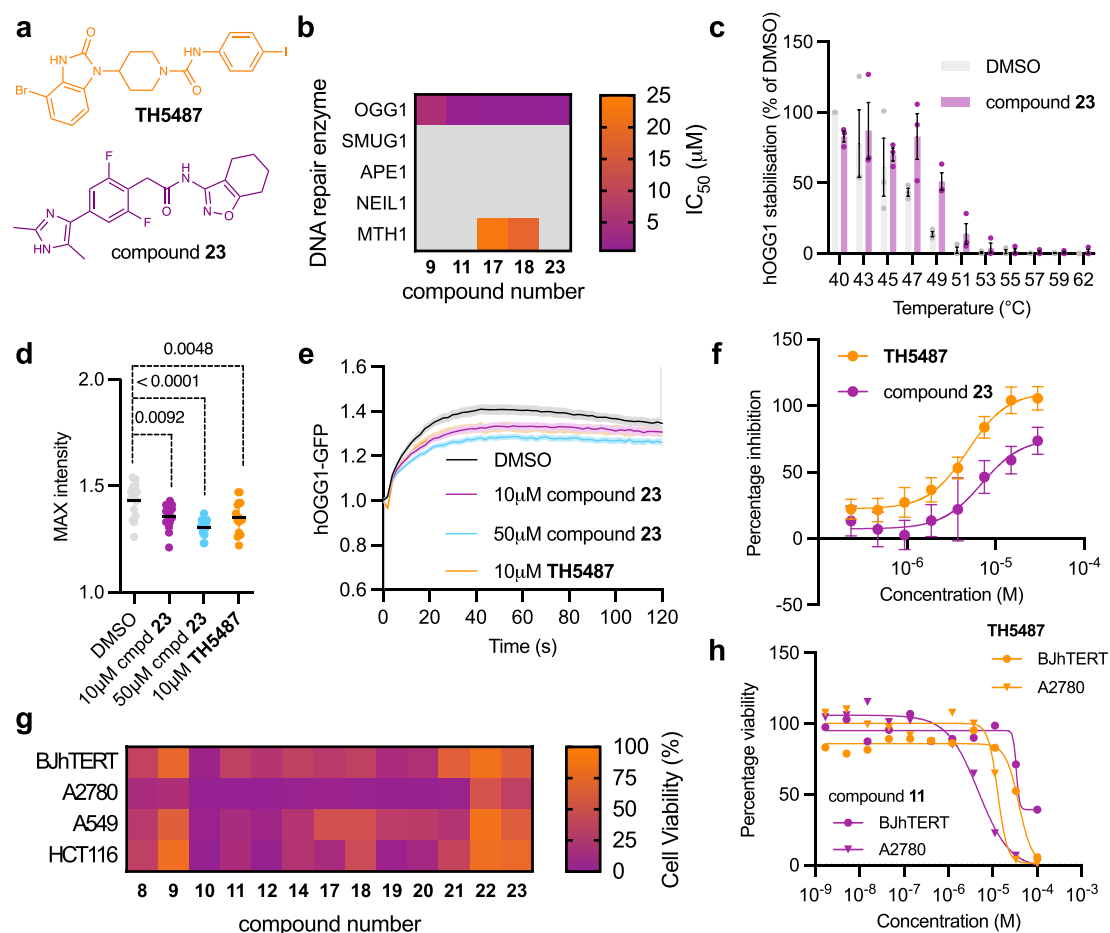 a
O
HN
N
Br
N
O
HN
I
TH5487
F
F
O
HN
N
O
N
HN
compound 23
b
DNA repair enzyme
OGG1
SMUG1
APE1
NEIL1
MTH1
9 11 17 18 23
compound number
25
20
15
10
5
IC50 (μM)
c
hOGG1 stabilisation (% of DMSO)
150
100
50
0
DMSO
compound 23
40 43 45 47 49 51 53 55 57 59 62
Temperature (°C)
d
MAX intensity
2.0
1.5
1.0
0.0048
< 0.0001
0.0092
DMSO
10μM cmpd 23
50μM cmpd 23
10μM TH5487
e
hOGG1-GFP
1.6
1.4
1.2
1.0
0.8
0.6
DMSO
10μM compound 23
50μM compound 23
10μM TH5487
0 20 40 60 80 100 120
Time (s)
f
Percentage inhibition
150
100
50
0
-50
TH5487
compound 23
10-6 10-5 10-4
Concentration (M)
g
BJhTERT
A2780
A549
HCT116
8 9 10 11 12 14 17 18 19 20 21 22 23
compound number
100
75
50
25
0
Cell Viability (%)
h
TH5487
BJhTERT
A2780
Percentage viability
150
100
50
0
compound 11
BJhTERT
A2780
10-9 10-8 10-7 10-6 10-5 10-4 10-3
Concentration (M)